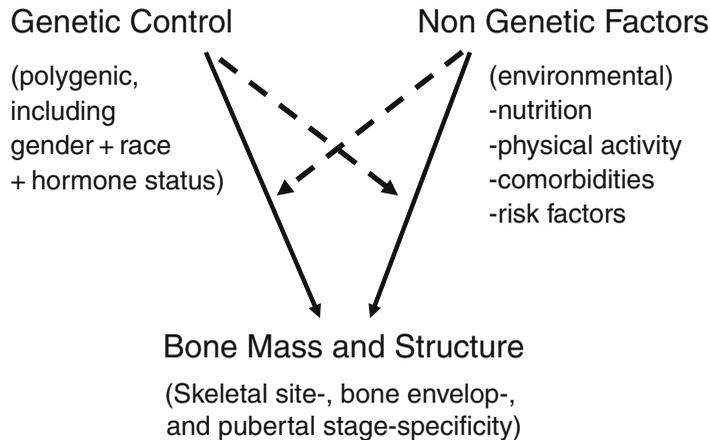 Genetic Control
(polygenic,
including
gender + race
+ hormone status)
Non Genetic Factors
(environmental)
-nutrition
-physical activity
-comorbidities
-risk factors
Bone Mass and Structure
(Skeletal site-, bone envelop-,
and pubertal stage-specificity)